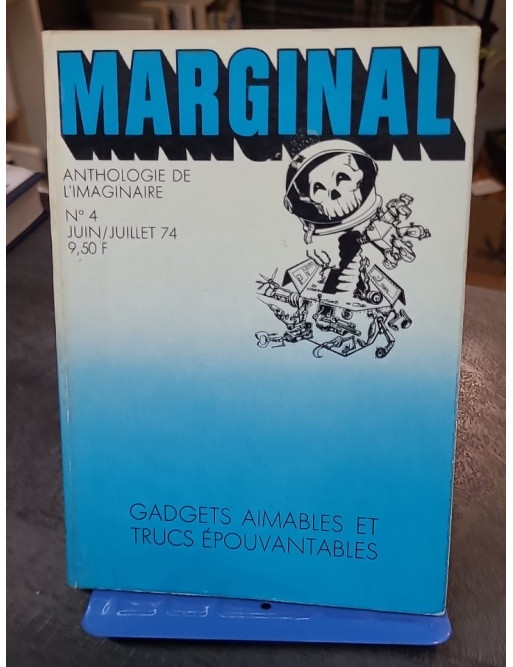 MARGINAL
ANTHOLOGIE DE
L'IMAGINAIRE
N° 4
JUIN/JUILLET 74
9,50 F
GADGETS AIMABLES ET
TRUCS ÉPOUVANTABLES